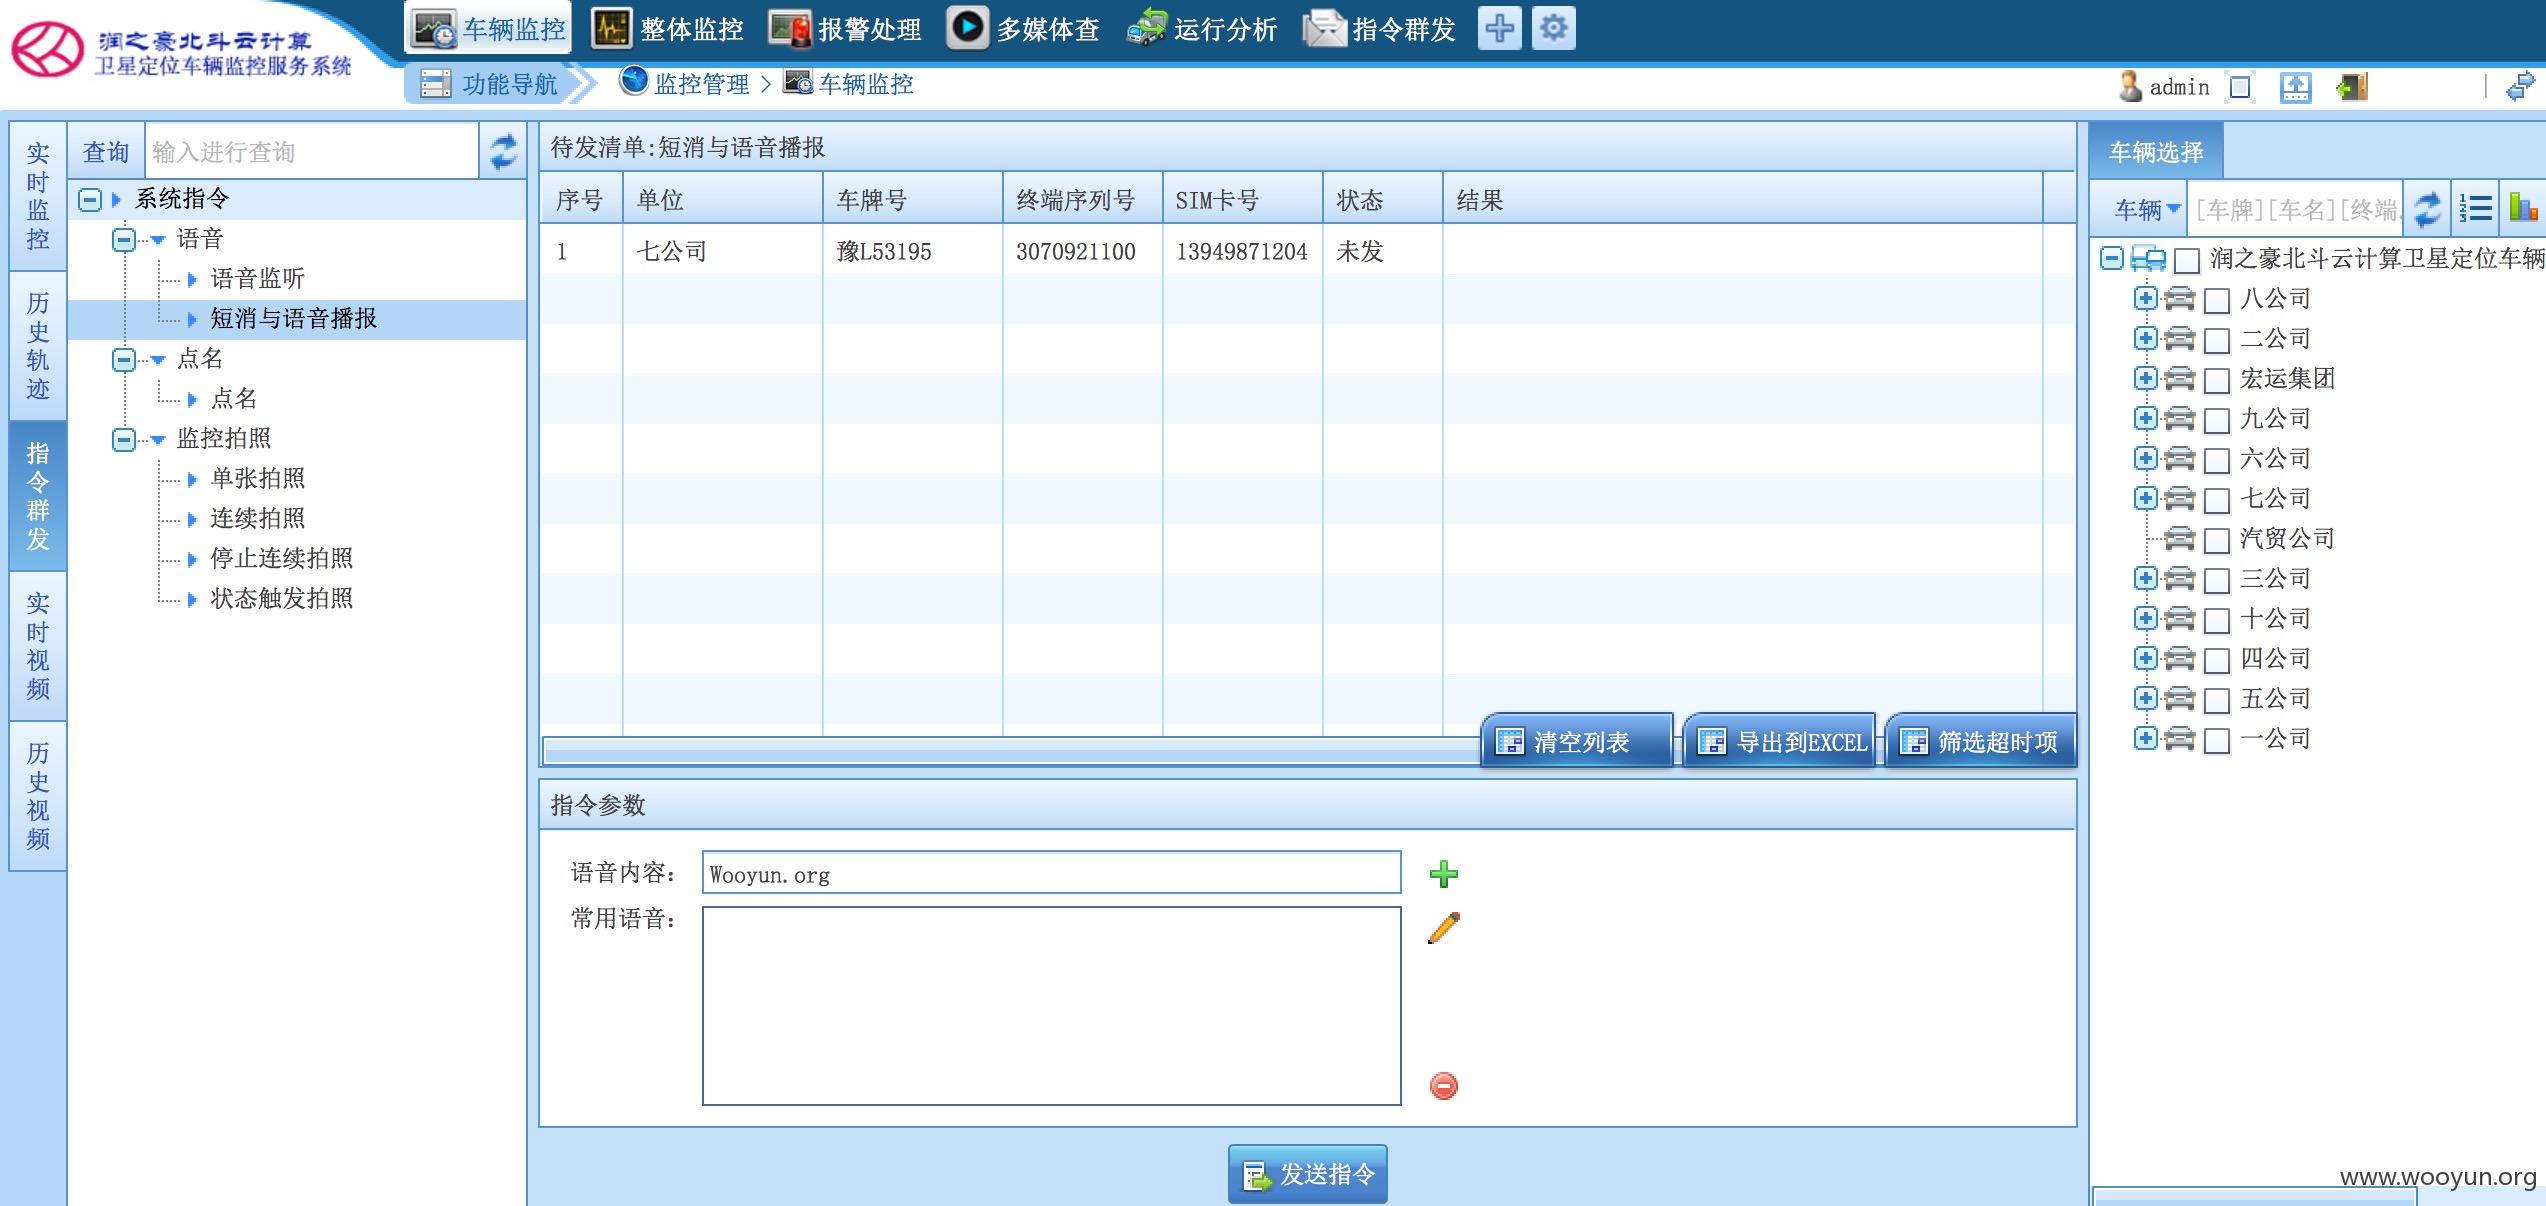 润之豪北斗云计算
卫星定位车辆监控服务系统
车辆监控 整体监控 报警处理 多媒体查 运行分析 指令群发
功能导航 监控管理 > 车辆监控
admin
实时监控
历史轨迹
指令群发
实时视频
历史视频
查询 输入进行查询
系统指令
语音
语音监听
短消与语音播报
点名
点名
监控拍照
单张拍照
连续拍照
停止连续拍照
状态触发拍照
待发清单:短消与语音播报
序号 单位 车牌号 终端序列号 SIM卡号 状态 结果
1 七公司 豫L53195 3070921100 13949871204 未发
清空列表 导出到EXCEL 筛选超时项
指令参数
语音内容: Wooyun.org
常用语音:
发送指令
车辆选择
车辆 [车牌][车名][终端.
润之豪北斗云计算卫星定位车辆
八公司
二公司
宏运集团
九公司
六公司
七公司
汽贸公司
三公司
十公司
四公司
五公司
一公司
www.wooyun.org